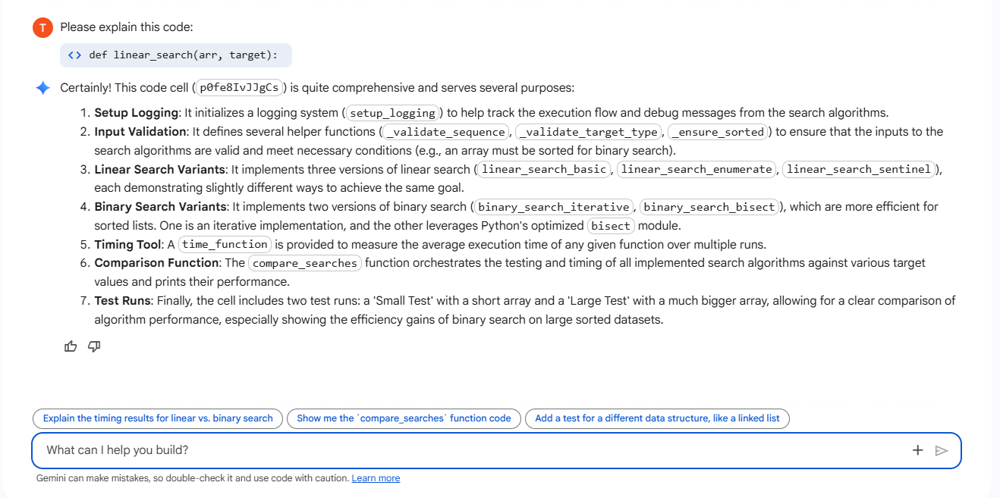 T Please explain this code:
<> def linear_search(arr, target):
Certainly! This code cell (p0fe8IvJJgCs) is quite comprehensive and serves several purposes:
1. Setup Logging: It initializes a logging system (setup_logging) to help track the execution flow and debug messages from the search algorithms.
2. Input Validation: It defines several helper functions (_validate_sequence, _validate_target_type, _ensure_sorted) to ensure that the inputs to the
search algorithms are valid and meet necessary conditions (e.g., an array must be sorted for binary search).
3. Linear Search Variants: It implements three versions of linear search (linear_search_basic, linear_search_enumerate, linear_search_sentinel),
each demonstrating slightly different ways to achieve the same goal.
4. Binary Search Variants: It implements two versions of binary search (binary_search_iterative, binary_search_bisect), which are more efficient for
sorted lists. One is an iterative implementation, and the other leverages Python's optimized bisect module.
5. Timing Tool: A time_function is provided to measure the average execution time of any given function over multiple runs.
6. Comparison Function: The compare_searches function orchestrates the testing and timing of all implemented search algorithms against various target
values and prints their performance.
7. Test Runs: Finally, the cell includes two test runs: a 'Small Test' with a short array and a 'Large Test' with a much bigger array, allowing for a clear comparison of
algorithm performance, especially showing the efficiency gains of binary search on large sorted datasets.
Explain the timing results for linear vs. binary search
Show me the `compare_searches` function code
Add a test for a different data structure, like a linked list
What can I help you build?
Gemini can make mistakes, so double-check it and use code with caution. Learn more